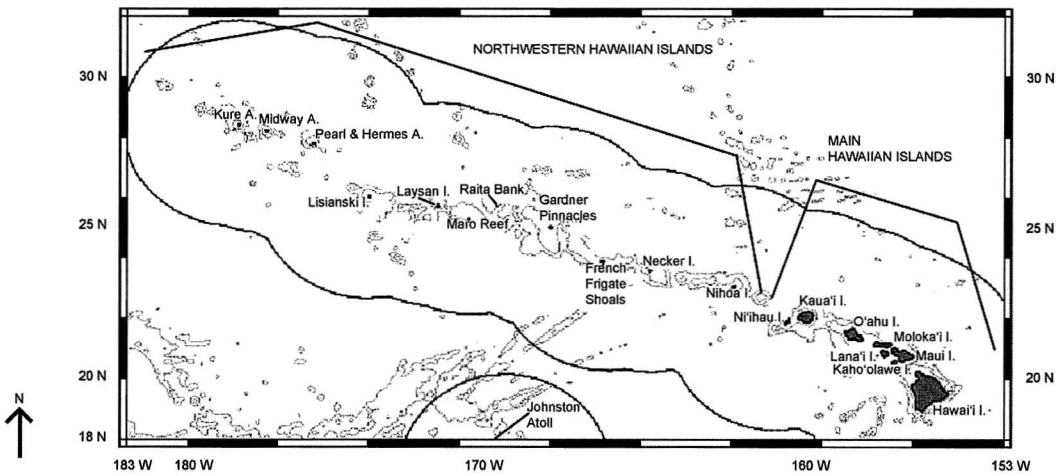 NORTHWESTERN HAWAIIAN ISLANDS
30 N
30 N
MAIN
HAWAIIAN ISLANDS
Kure A.
Midway A.
Pearl & Hermes A.
Lisianski I.
Laysan I.
Raita Bank
Maro Reef
Gardner
Pinnacles
25 N
25 N
French
Frigate
Shoals
Necker I.
Nihoa I.
Ni'ihau I.
Kaua'i I.
O'ahu I.
Moloka'i I.
Lana'i I.
Maui I.
Kaho'olawe I.
Hawai'i I.
20 N
20 N
Johnston
Atoll
N
18 N
183 W
180 W
170 W
160 W
153 W